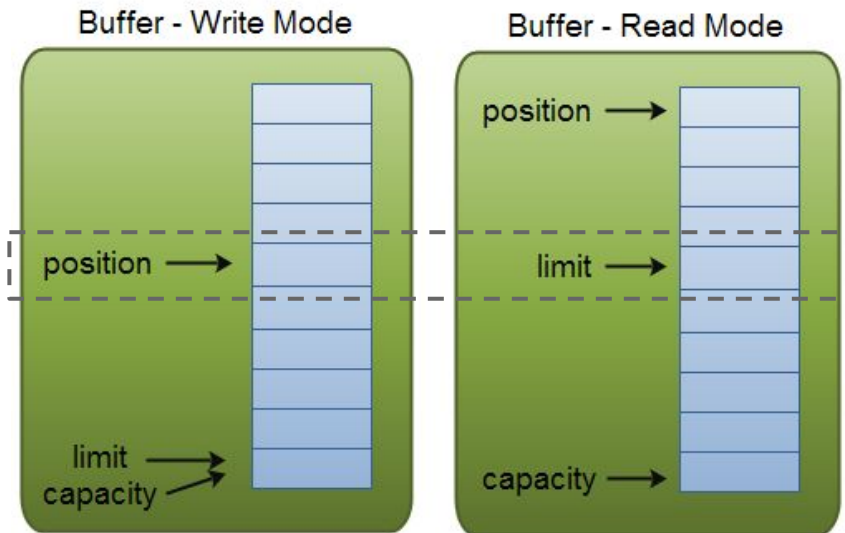 Buffer - Write Mode
position
limit
capacity
Buffer - Read Mode
position
limit
capacity